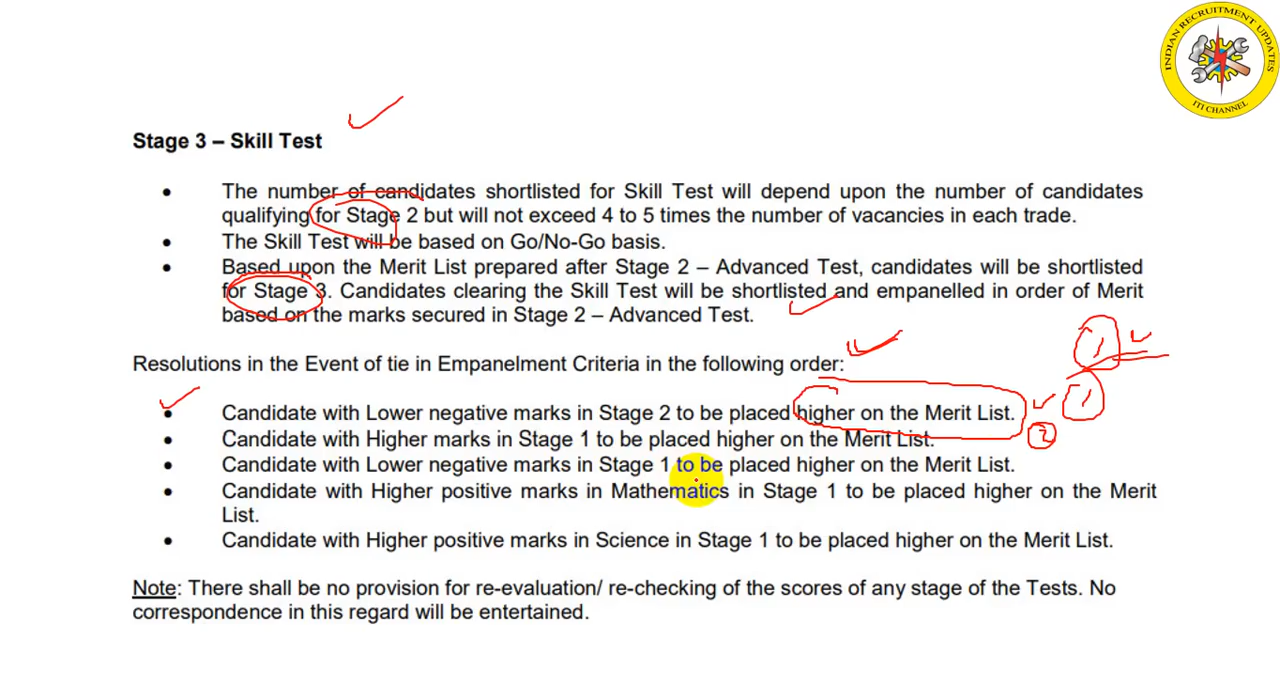 INDIAN RECRUITMENT UPDATES
ITI CHANNEL
Stage 3 – Skill Test
• The number of candidates shortlisted for Skill Test will depend upon the number of candidates
qualifying for Stage 2 but will not exceed 4 to 5 times the number of vacancies in each trade.
• The Skill Test will be based on Go/No-Go basis.
• Based upon the Merit List prepared after Stage 2 – Advanced Test, candidates will be shortlisted
for Stage 3. Candidates clearing the Skill Test will be shortlisted and empanelled in order of Merit
based on the marks secured in Stage 2 – Advanced Test.
Resolutions in the Event of tie in Empanelment Criteria in the following order:
1
1
• Candidate with Lower negative marks in Stage 2 to be placed higher on the Merit List.
• Candidate with Higher marks in Stage 1 to be placed higher on the Merit List.
2
• Candidate with Lower negative marks in Stage 1 to be placed higher on the Merit List.
• Candidate with Higher positive marks in Mathematics in Stage 1 to be placed higher on the Merit
List.
• Candidate with Higher positive marks in Science in Stage 1 to be placed higher on the Merit List.
Note: There shall be no provision for re-evaluation/ re-checking of the scores of any stage of the Tests. No
correspondence in this regard will be entertained.